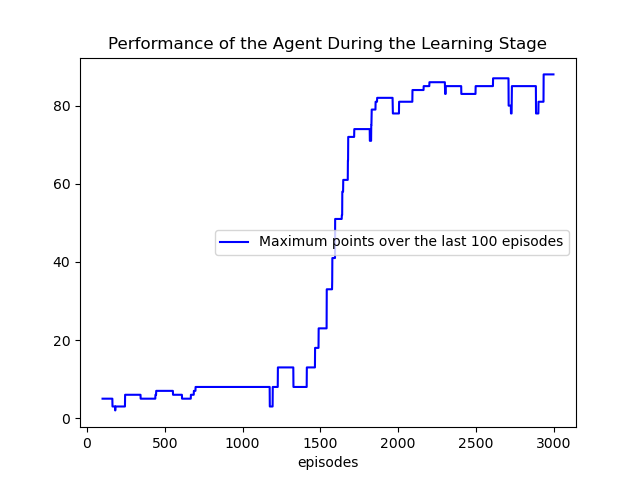 Performance of the Agent During the Learning Stage
80
60
Maximum points over the last 100 episodes
40
20
0
0 500 1000 1500 2000 2500 3000
episodes